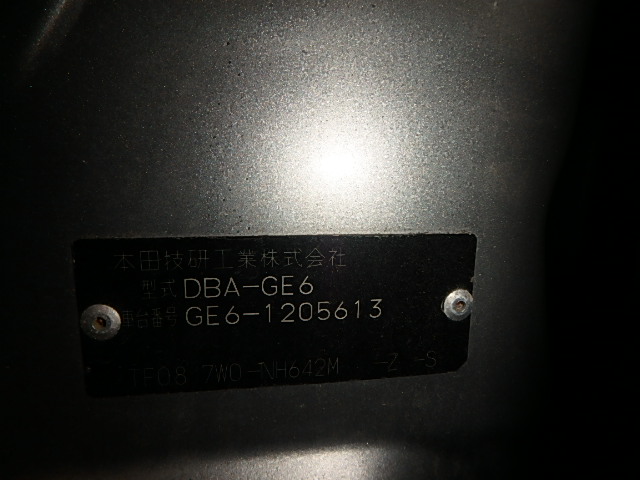 本田技研工業株式会社
型式 DBA-GE6
車台番号 GE6-1205613
TF08 7W0-NH642M -Z -S